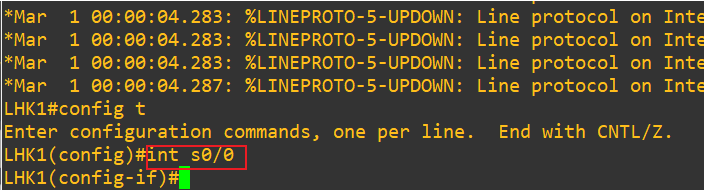 *Mar  1 00:00:04.283: %LINEPROTO-5-UPDOWN: Line protocol on Inte
*Mar  1 00:00:04.283: %LINEPROTO-5-UPDOWN: Line protocol on Inte
*Mar  1 00:00:04.283: %LINEPROTO-5-UPDOWN: Line protocol on Inte
*Mar  1 00:00:04.287: %LINEPROTO-5-UPDOWN: Line protocol on Inte
LHK1#config t
Enter configuration commands, one per line.  End with CNTL/Z.
LHK1(config)#int s0/0
LHK1(config-if)#